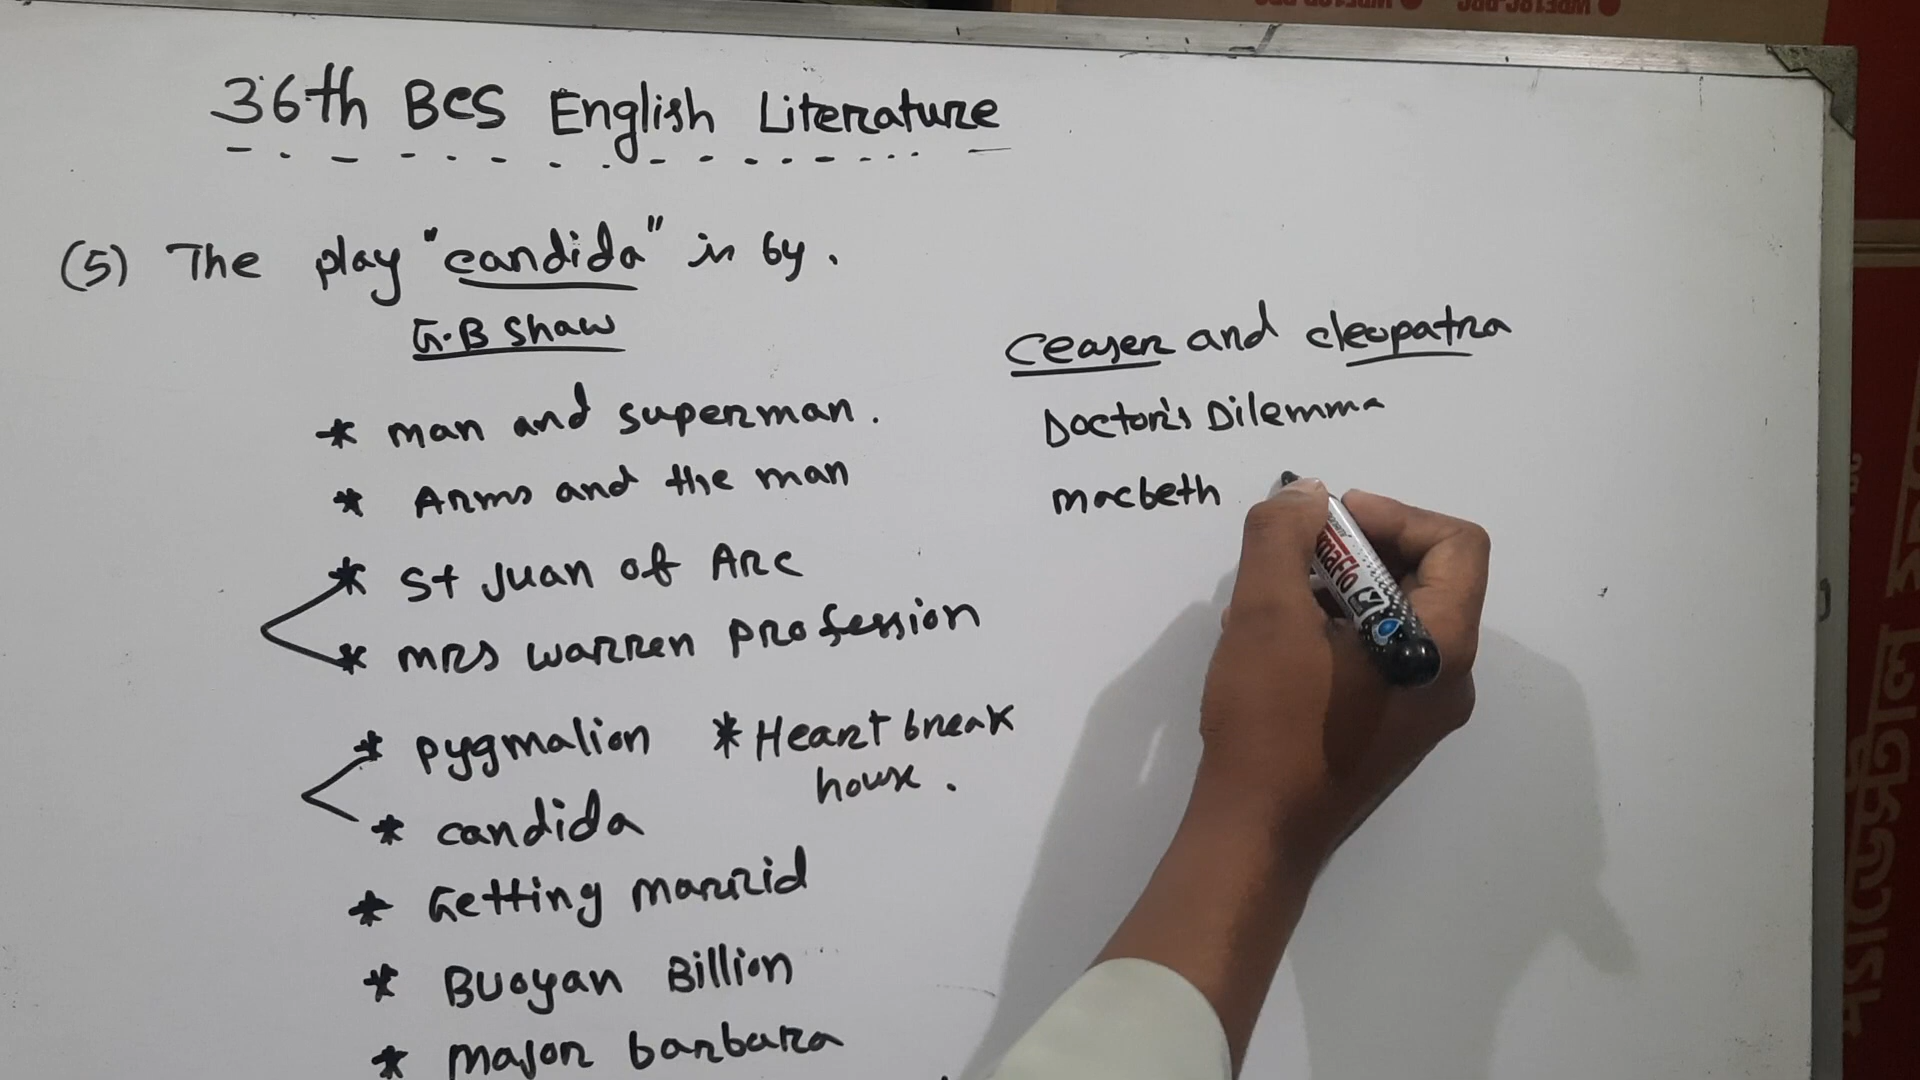 36th BCS English Literature
(5) The play "candida" is by.
G.B Shaw
* man and superman.
* Arms and the man
* St Juan of Arc
* MRS warren profession
* pygmalion * Heart break
house.
* candida
* Getting marrid
* Buoyan Billion
* major barbara
Ceaser and cleopatra
Doctor's Dilemma
macbeth